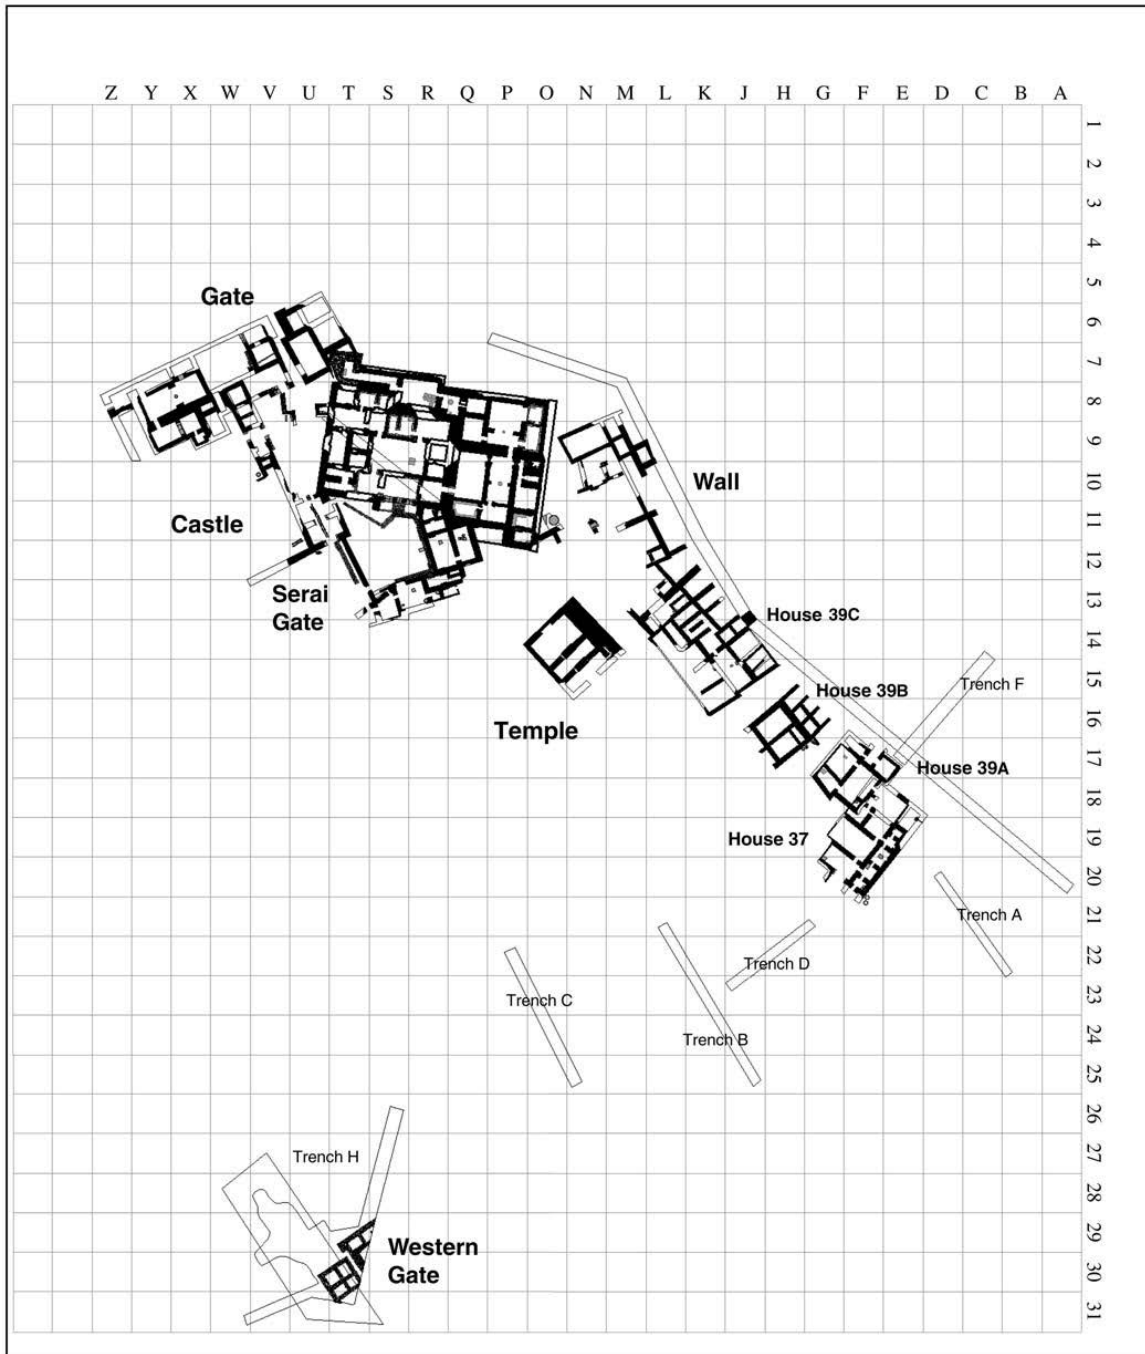 Z Y X W V U T S R Q P O N M L K J H G F E D C B A
1
2
3
4
5
Gate
6
7
8
9
Wall
10
Castle
11
12
Serai
Gate
13
House 39C
14
Trench F
15
House 39B
Temple
16
17
House 39A
18
House 37
19
20
Trench A
21
Trench D
22
Trench C
23
Trench B
24
25
26
Trench H
27
28
Western
Gate
29
30
31